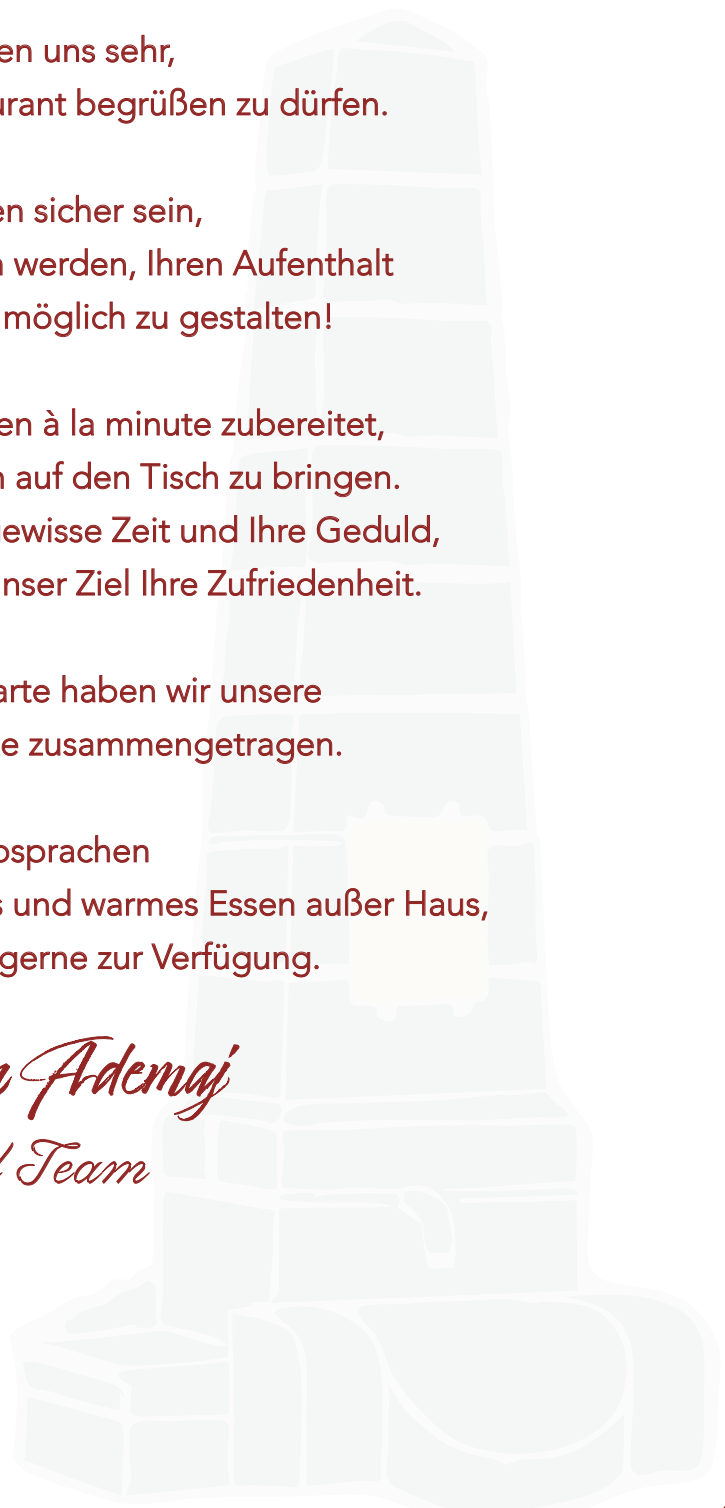 en uns sehr,
urant begrüßen zu dürfen.
en sicher sein,
n werden, Ihren Aufenthalt
möglich zu gestalten!
en à la minute zubereitet,
n auf den Tisch zu bringen.
gewisse Zeit und Ihre Geduld,
nser Ziel Ihre Zufriedenheit.
arte haben wir unsere
e zusammengetragen.
bsprachen
s und warmes Essen außer Haus,
gerne zur Verfügung.
n Ademaj
d Team